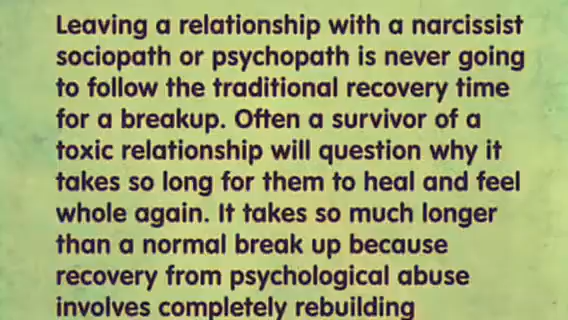 Leaving a relationship with a narcissist
sociopath or psychopath is never going
to follow the traditional recovery time
for a breakup. Often a survivor of a
toxic relationship will question why it
takes so long for them to heal and feel
whole again. It takes so much longer
than a normal break up because
recovery from psychological abuse
involves completely rebuilding